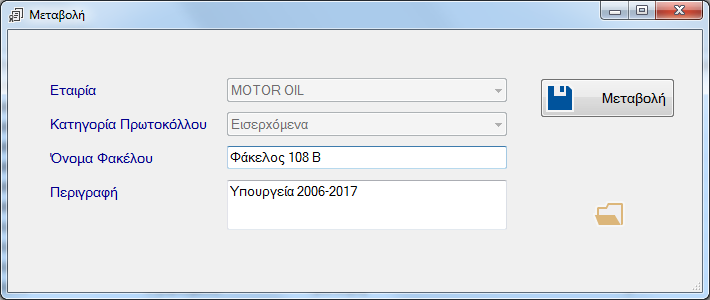 Μεταβολή
Εταιρία MOTOR OIL
Μεταβολή
Κατηγορία Πρωτοκόλλου Εισερχόμενα
Όνομα Φακέλου Φάκελος 108 Β
Περιγραφή Υπουργεία 2006-2017